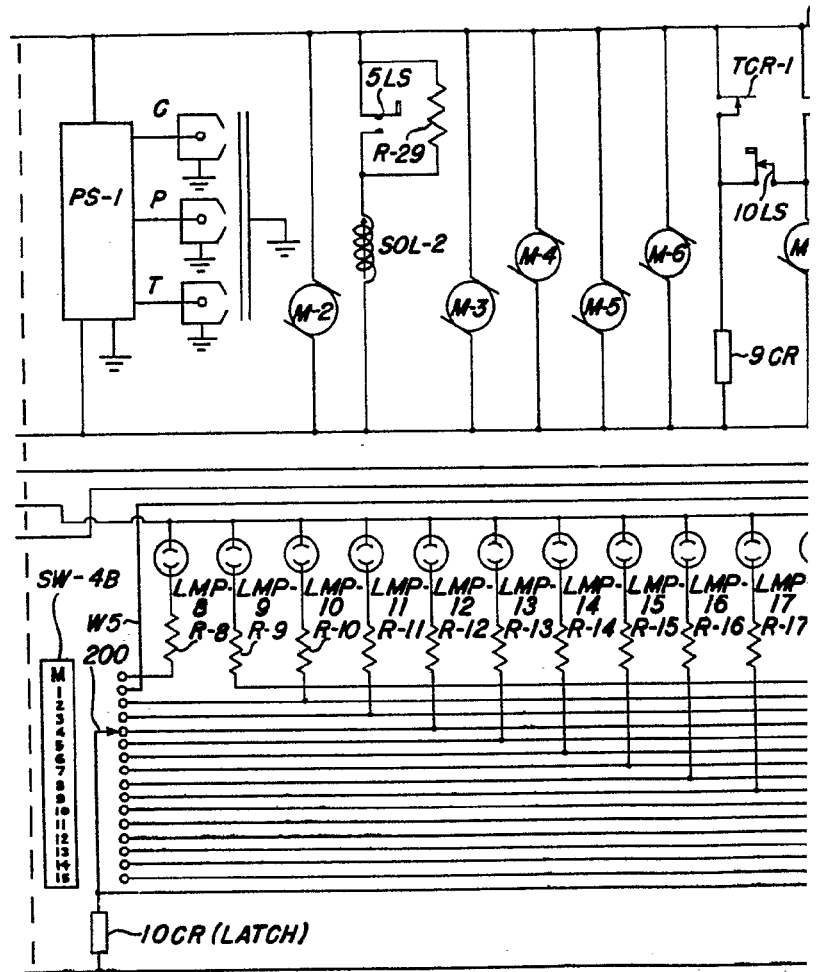 TCR-1
5LS
C
R-29
PS-1
P
10LS
SOL-2
M-4
M-6
M
T
M-2
M-3
M-5
9CR
SW-4B
LMP-8
LMP-9
LMP-10
LMP-11
LMP-12
LMP-13
LMP-14
LMP-15
LMP-16
LMP-17
W5
R-8
R-9
R-10
R-11
R-12
R-13
R-14
R-15
R-16
R-17
200
M
1
2
3
4
5
6
7
8
9
10
11
12
13
14
15
10CR (LATCH)